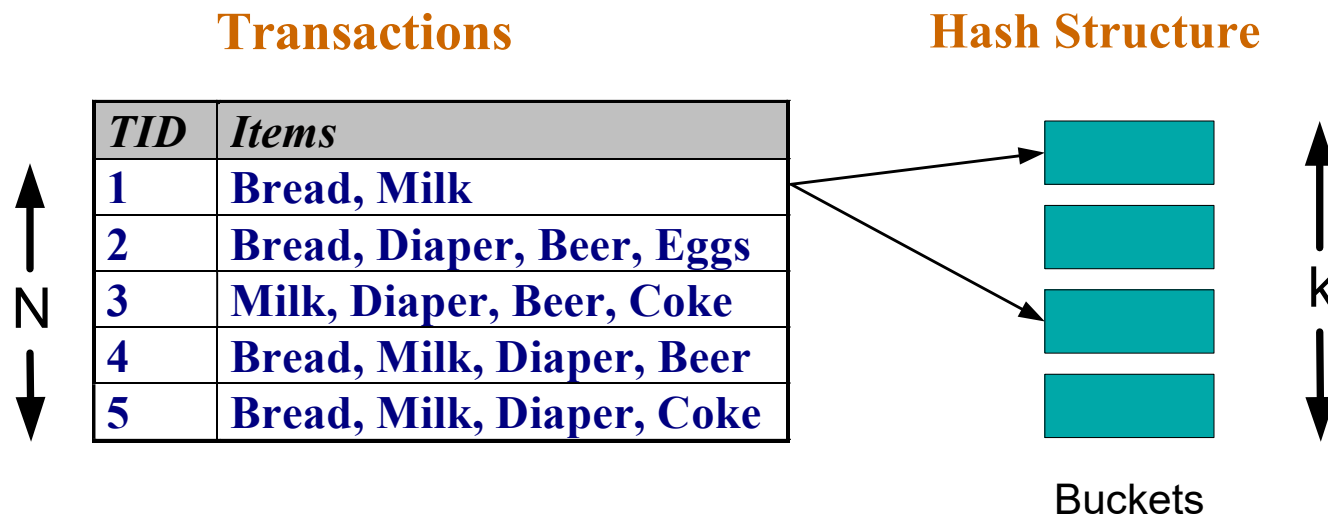 Transactions Hash Structure
TID Items
1 Bread, Milk
2 Bread, Diaper, Beer, Eggs
N 3 Milk, Diaper, Beer, Coke k
4 Bread, Milk, Diaper, Beer
5 Bread, Milk, Diaper, Coke
Buckets